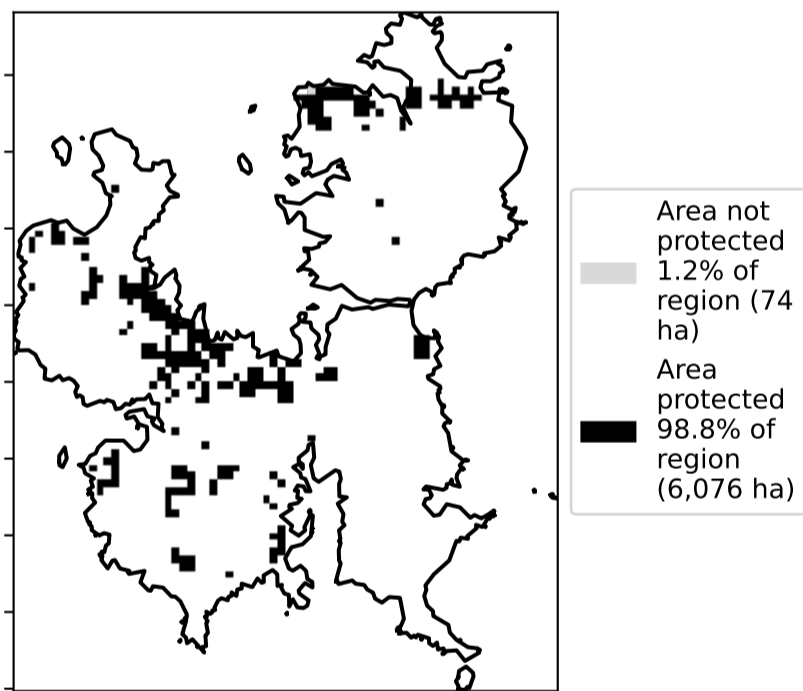 Area not
protected
1.2% of
region (74
ha)
Area
protected
98.8% of
region
(6,076 ha)